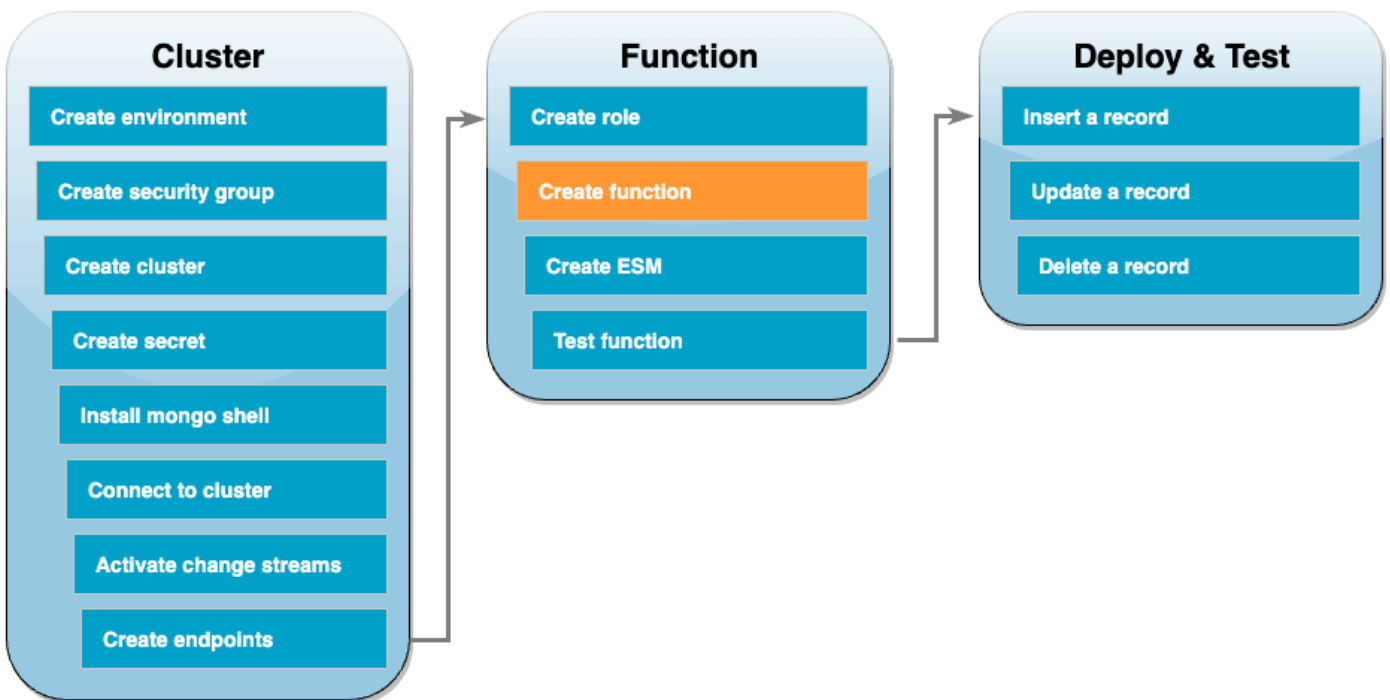 Cluster
Create environment
Create security group
Create cluster
Create secret
Install mongo shell
Connect to cluster
Activate change streams
Create endpoints
Function
Create role
Create function
Create ESM
Test function
Deploy & Test
Insert a record
Update a record
Delete a record